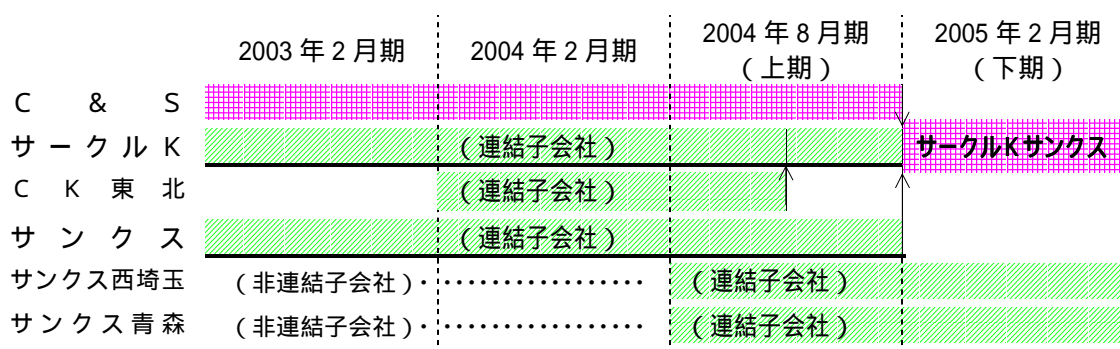 2003年2月期 2004年2月期 2004年8月期 2005年2月期
(上期) (下期)
C & S
サークルK (連結子会社) サークルKサンクス
CK東北 (連結子会社)
サンクス (連結子会社)
サンクス西埼玉 (非連結子会社)・・・・・・・・・・・・・・・・・ (連結子会社)
サンクス青森 (非連結子会社)・・・・・・・・・・・・・・・・・ (連結子会社)